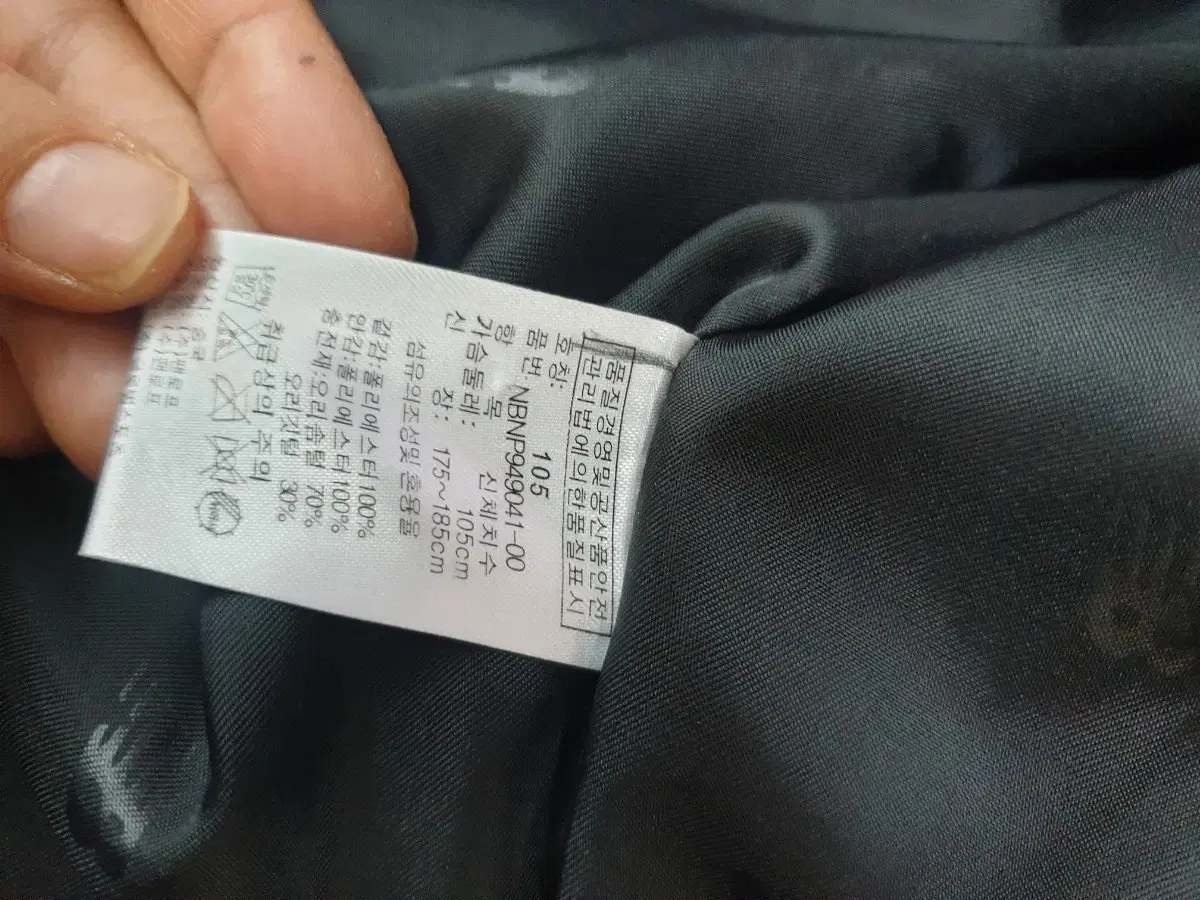 품질경영및공산품안전
관리법에의한품질표시
호칭: 105
품번 NBNP949041-00
항 목 신체치수
가슴둘레: 105cm
신 장: 175~185cm
섬유의조성및혼용율
겉감:폴리에스터100%
안감:폴리에스터100%
충전재:오리솜털 70%
오리깃털 30%
취급상의 주의